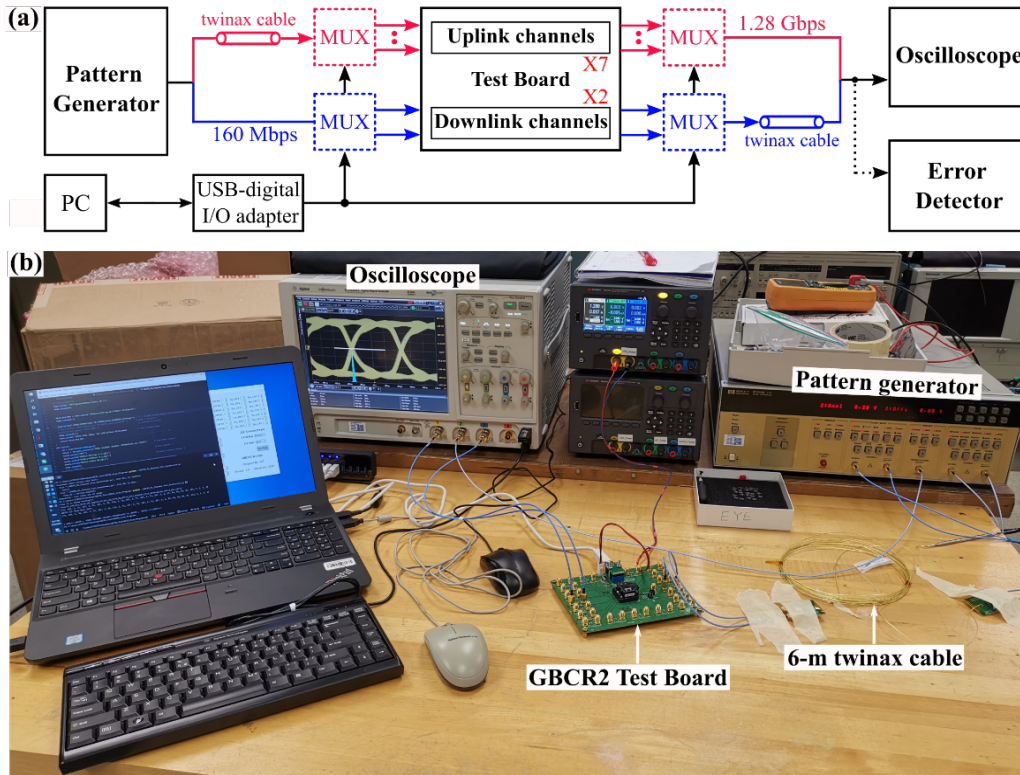 (a)
twinax cable
MUX
Uplink channels
MUX
1.28 Gbps
Oscilloscope
Pattern
Generator
X7
Test Board
X2
160 Mbps
MUX
Downlink channels
MUX
twinax cable
Error
Detector
PC
USB-digital
I/O adapter
(b)
Oscilloscope
Pattern generator
EYE
6-m twinax cable
GBCR2 Test Board